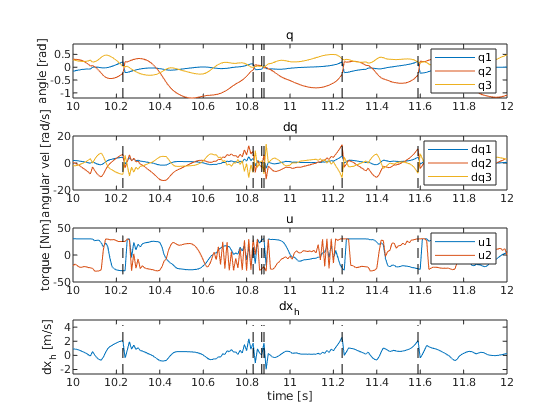 q
angle [rad]
0.5
0
-0.5
-1
10 10.2 10.4 10.6 10.8 11 11.2 11.4 11.6 11.8 12
q1
q2
q3
dq
angular vel [rad/s]
20
0
-20
10 10.2 10.4 10.6 10.8 11 11.2 11.4 11.6 11.8 12
dq1
dq2
dq3
u
torque [Nm]
50
0
-50
10 10.2 10.4 10.6 10.8 11 11.2 11.4 11.6 11.8 12
u1
u2
dx_h
dx_h [m/s]
4
2
0
-2
10 10.2 10.4 10.6 10.8 11 11.2 11.4 11.6 11.8 12
time [s]